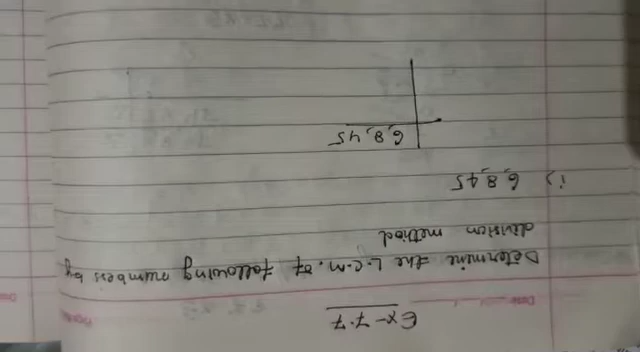 Ex-7.7
Determine the L.C.M. of following numbers by
division method
i) 6,8,45
6,8,45